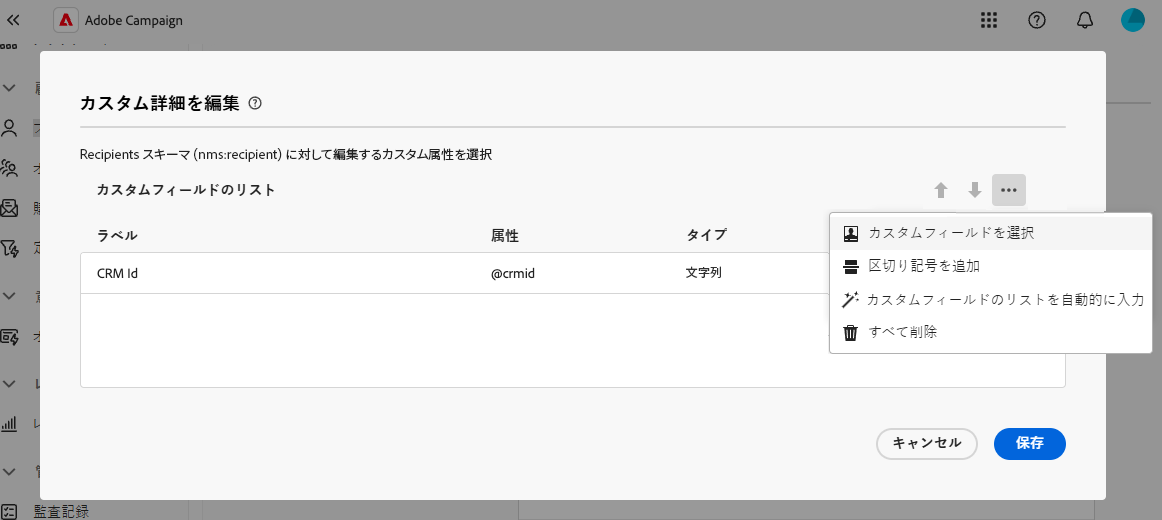 Adobe Campaign
カスタム詳細を編集
Recipients スキーマ (nms:recipient) に対して編集するカスタム属性を選択
カスタムフィールドのリスト
ラベル 属性 タイプ
CRM Id @crmid 文字列
カスタムフィールドを選択
区切り記号を追加
カスタムフィールドのリストを自動的に入力
すべて削除
キャンセル 保存
監査記録